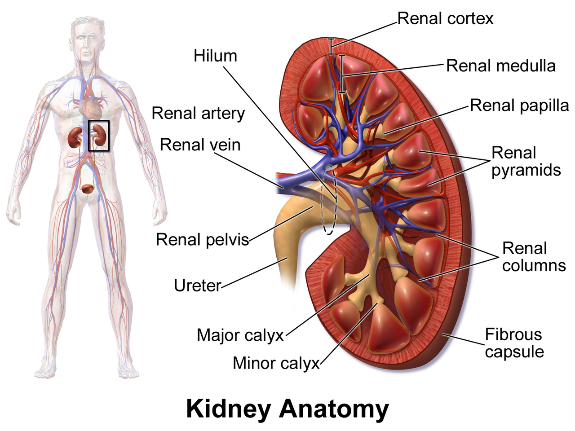 Renal cortex
Hilum
Renal medulla
Renal artery
Renal papilla
Renal vein
Renal
pyramids
Renal pelvis
Renal
columns
Ureter
Major calyx
Fibrous
capsule
Minor calyx
Kidney Anatomy